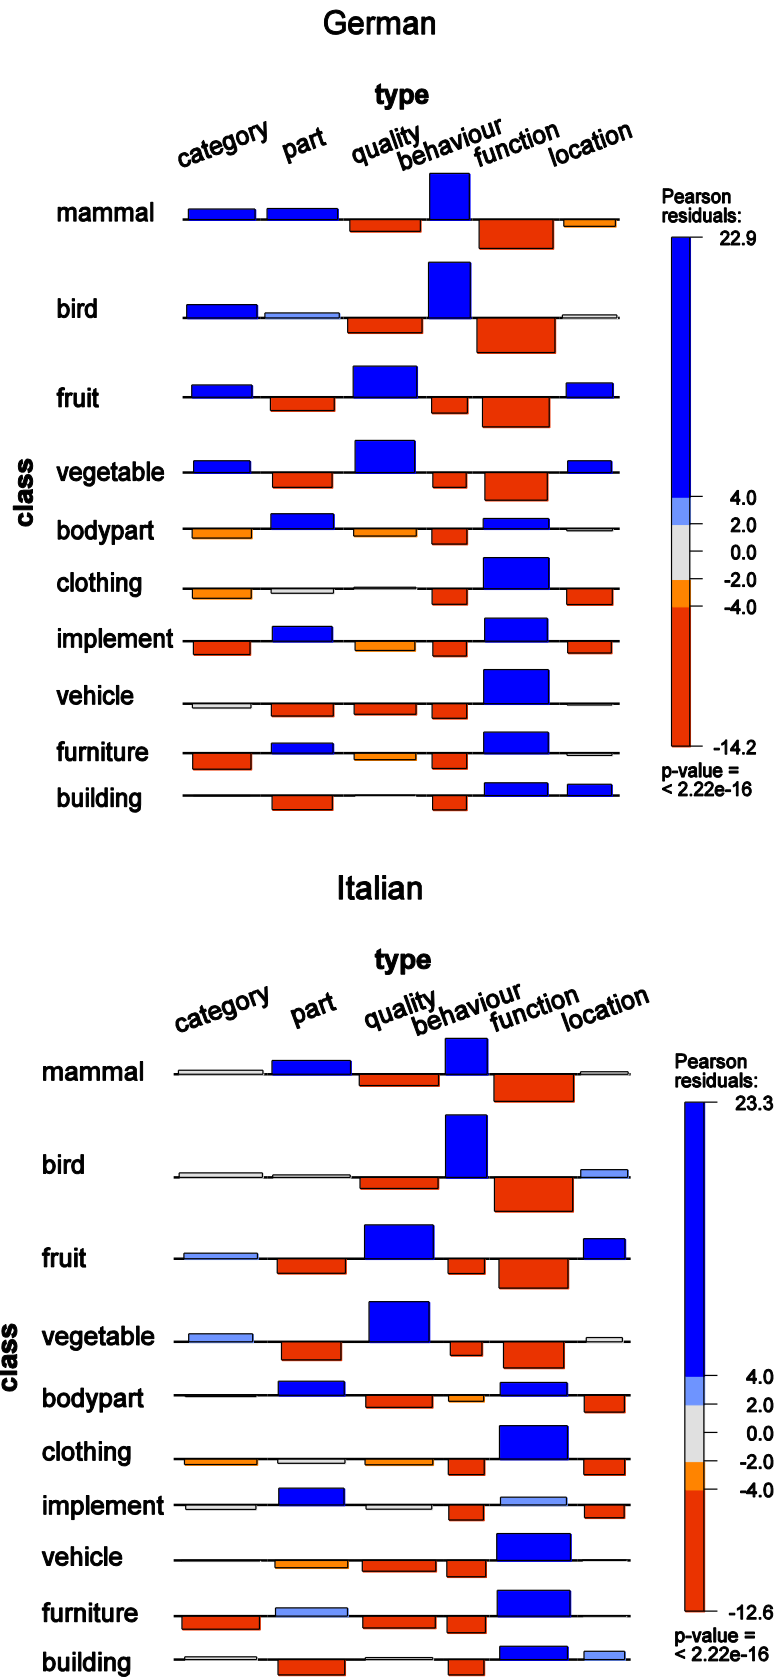 German
type
category part quality behaviour function location
mammal
bird
fruit
vegetable
bodypart
clothing
implement
vehicle
furniture
building
class
Pearson
residuals:
22.9
4.0
2.0
0.0
-2.0
-4.0
-14.2
p-value =
< 2.22e-16
Italian
type
category part quality behaviour function location
mammal
bird
fruit
vegetable
bodypart
clothing
implement
vehicle
furniture
building
class
Pearson
residuals:
23.3
4.0
2.0
0.0
-2.0
-4.0
-12.6
p-value =
< 2.22e-16